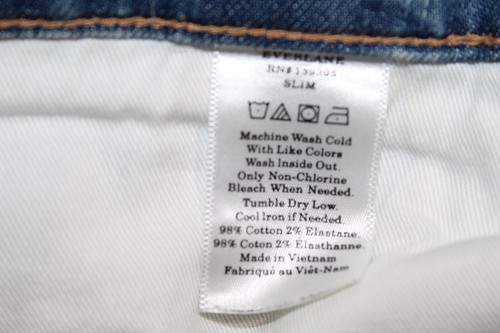 EVERLANE
RN# 139395
SLIM
Machine Wash Cold
With Like Colors
Wash Inside Out.
Only Non-Chlorine
Bleach When Needed.
Tumble Dry Low.
Cool Iron if Needed.
98% Cotton 2% Elastane.
98% Coton 2% Elasthanne
Made in Vietnam
Fabriqué au Viêt-Nam